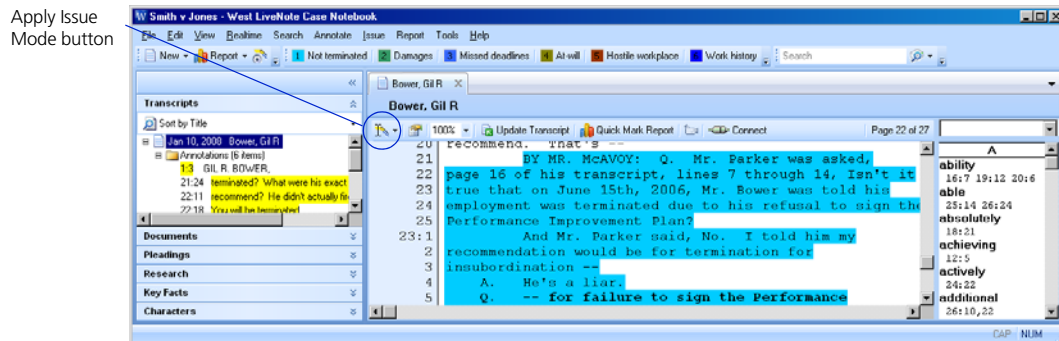 Apply Issue
Mode button
Smith v Jones - West LiveNote Case Notebook
File Edit View Realtime Search Annotate Issue Report Tools Help
New Report 1 Not terminated 2 Damages 3 Missed deadlines 4 At will 5 Hostile workplace 6 Work history Search
Bower, Gil R
Transcripts
Bower, Gil R
Sort by Title
100% Update Transcript Quick Mark Report Connect Page 22 of 27
Jan 10, 2008 Bower, Gil R
Annotations (6 items)
1:3 GIL R. BOWER,
21:24 terminated? What were his exact
22:11 recommend? He didn't actually fir
22:18 You will be terminated
Documents
Pleadings
Research
Key Facts
Characters
20 recommend. That's --
21 BY MR. McAVOY: Q. Mr. Parker was asked,
22 page 16 of his transcript, lines 7 through 14, Isn't it
23 true that on June 15th, 2006, Mr. Bower was told his
24 employment was terminated due to his refusal to sign the
25 Performance Improvement Plan?
23:1 And Mr. Parker said, No. I told him my
2 recommendation would be for termination for
3 insubordination --
4 A. He's a liar.
5 Q. -- for failure to sign the Performance
A
ability
16:7 19:12 20:6
able
25:14 26:24
absolutely
18:21
achieving
12:5
actively
24:22
additional
26:10,22
CAP NUM